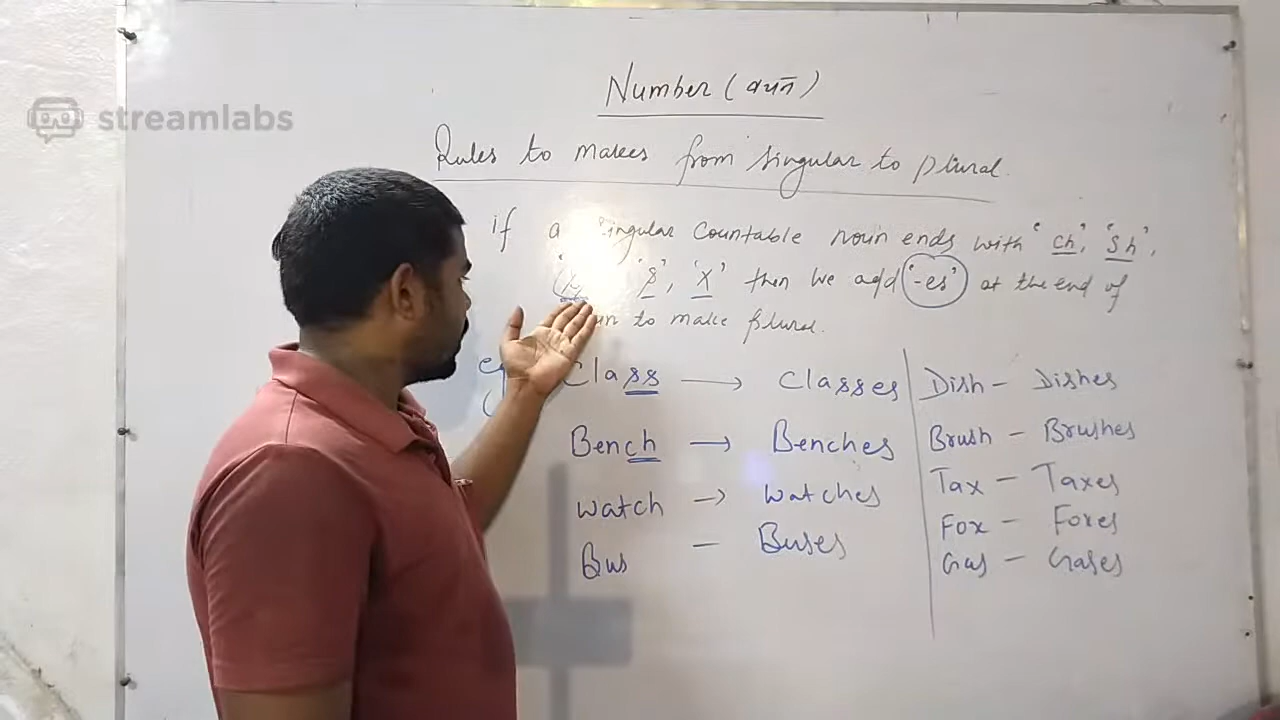 streamlabs
Number (वचन)
Rules to makes from singular to plural.
If a Singular Countable noun ends with 'ch', 'sh',
's', 'x' then we add '-es' at the end of
to make plural.
Class → Classes
Bench → Benches
Watch → Watches
Bus – Buses
Dish – Dishes
Brush – Brushes
Tax – Taxes
Fox – Foxes
Gas – Gases